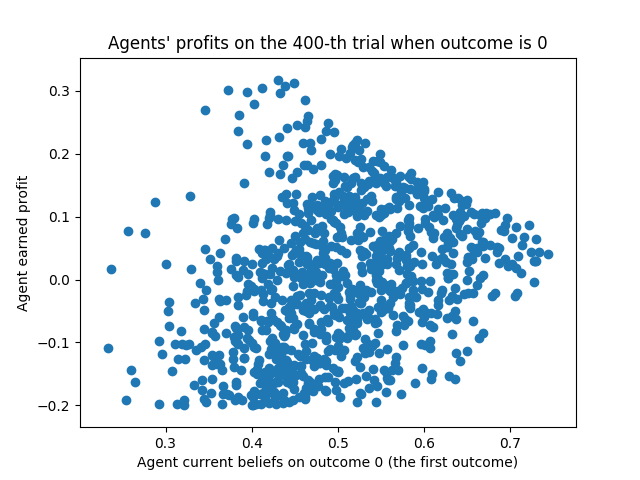 Agents' profits on the 400-th trial when outcome is 0
Agent earned profit
0.3
0.2
0.1
0.0
−0.1
−0.2
0.3 0.4 0.5 0.6 0.7
Agent current beliefs on outcome 0 (the first outcome)